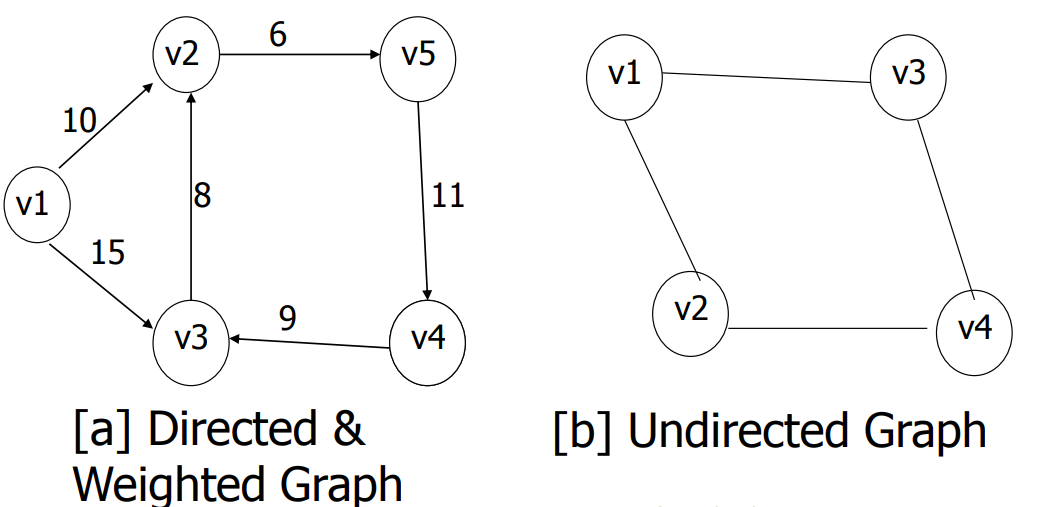 v2
6
v5
10
v1
8
11
15
v3
9
v4
[a] Directed &
Weighted Graph
v1
v3
v2
v4
[b] Undirected Graph